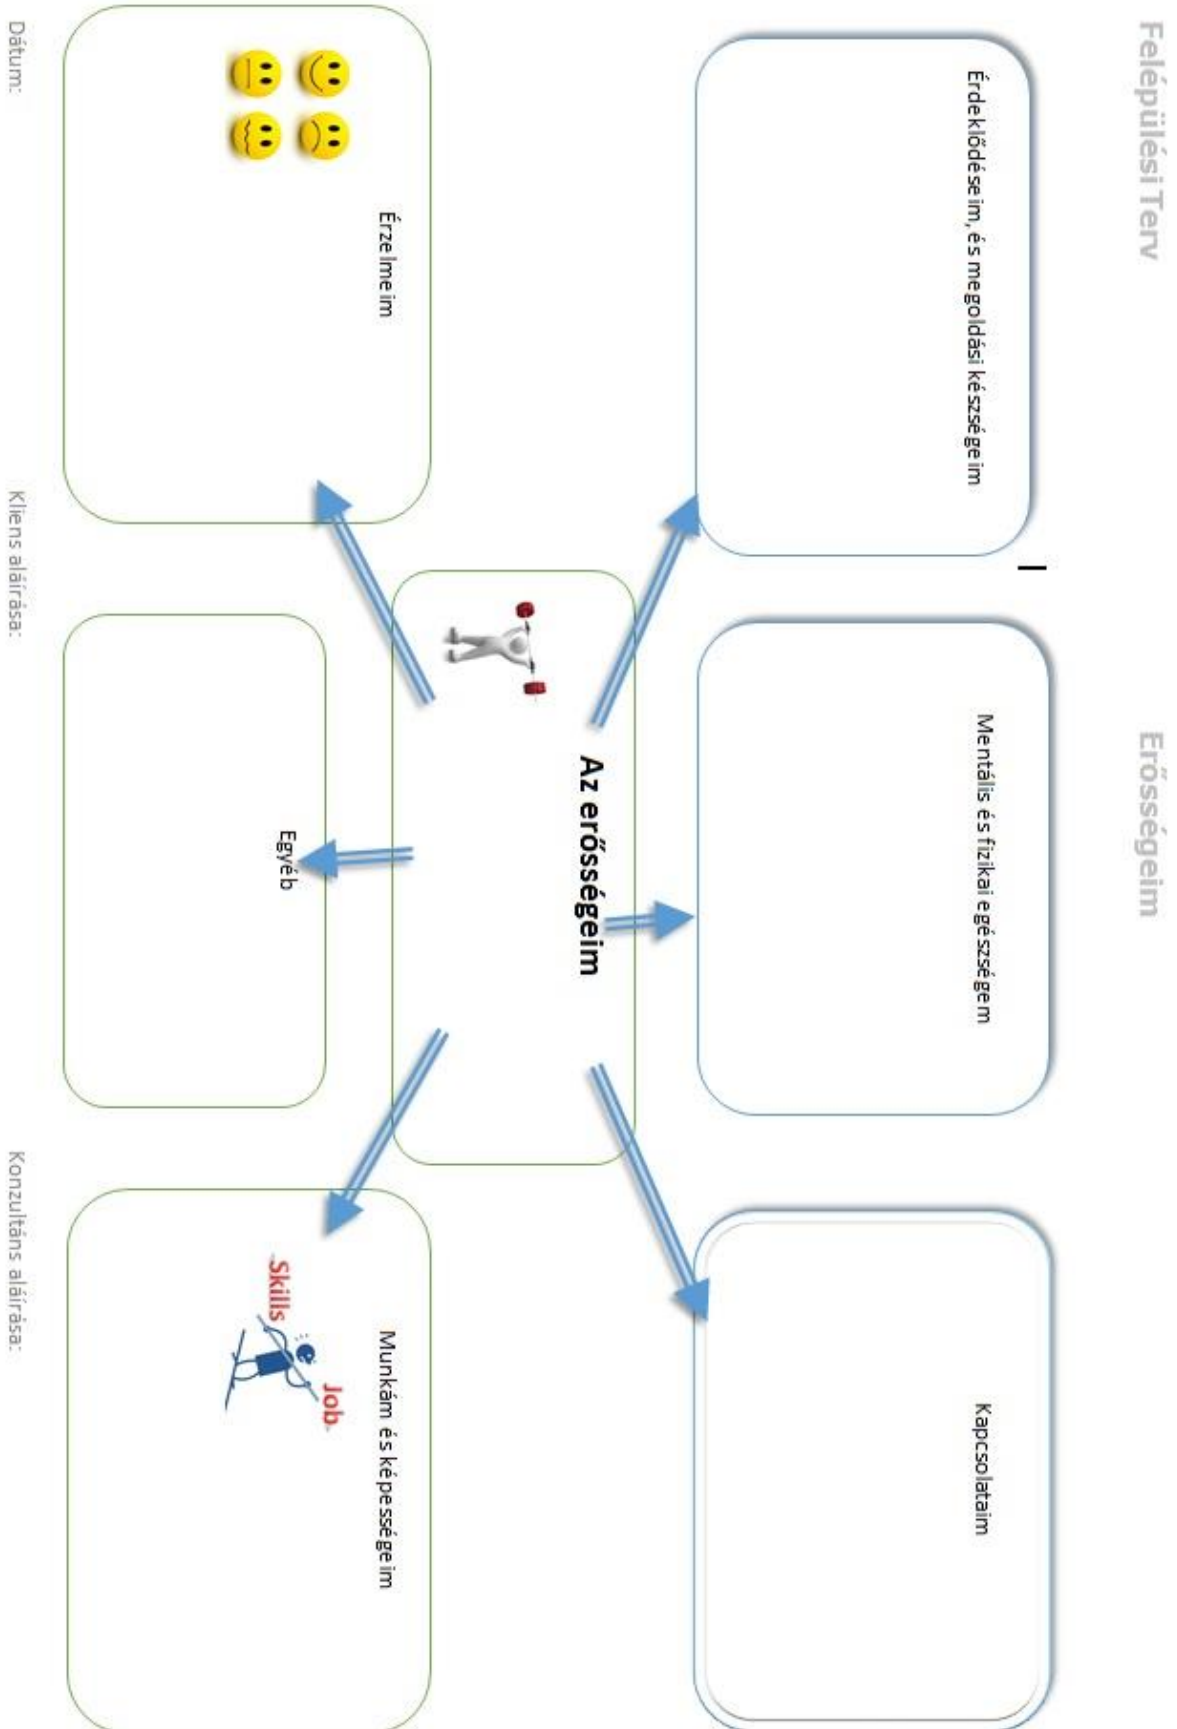 Felépülési Terv
Erősségeim
Érdeklődéseim, és megoldási készségeim
Mentális és fizikai egészségem
Kapcsolataim
Az erősségeim
Érzelmeim
Egyéb
Munkám és képességeim
Job
Skills
Dátum:
Kliens aláírása:
Konzultáns aláírása: